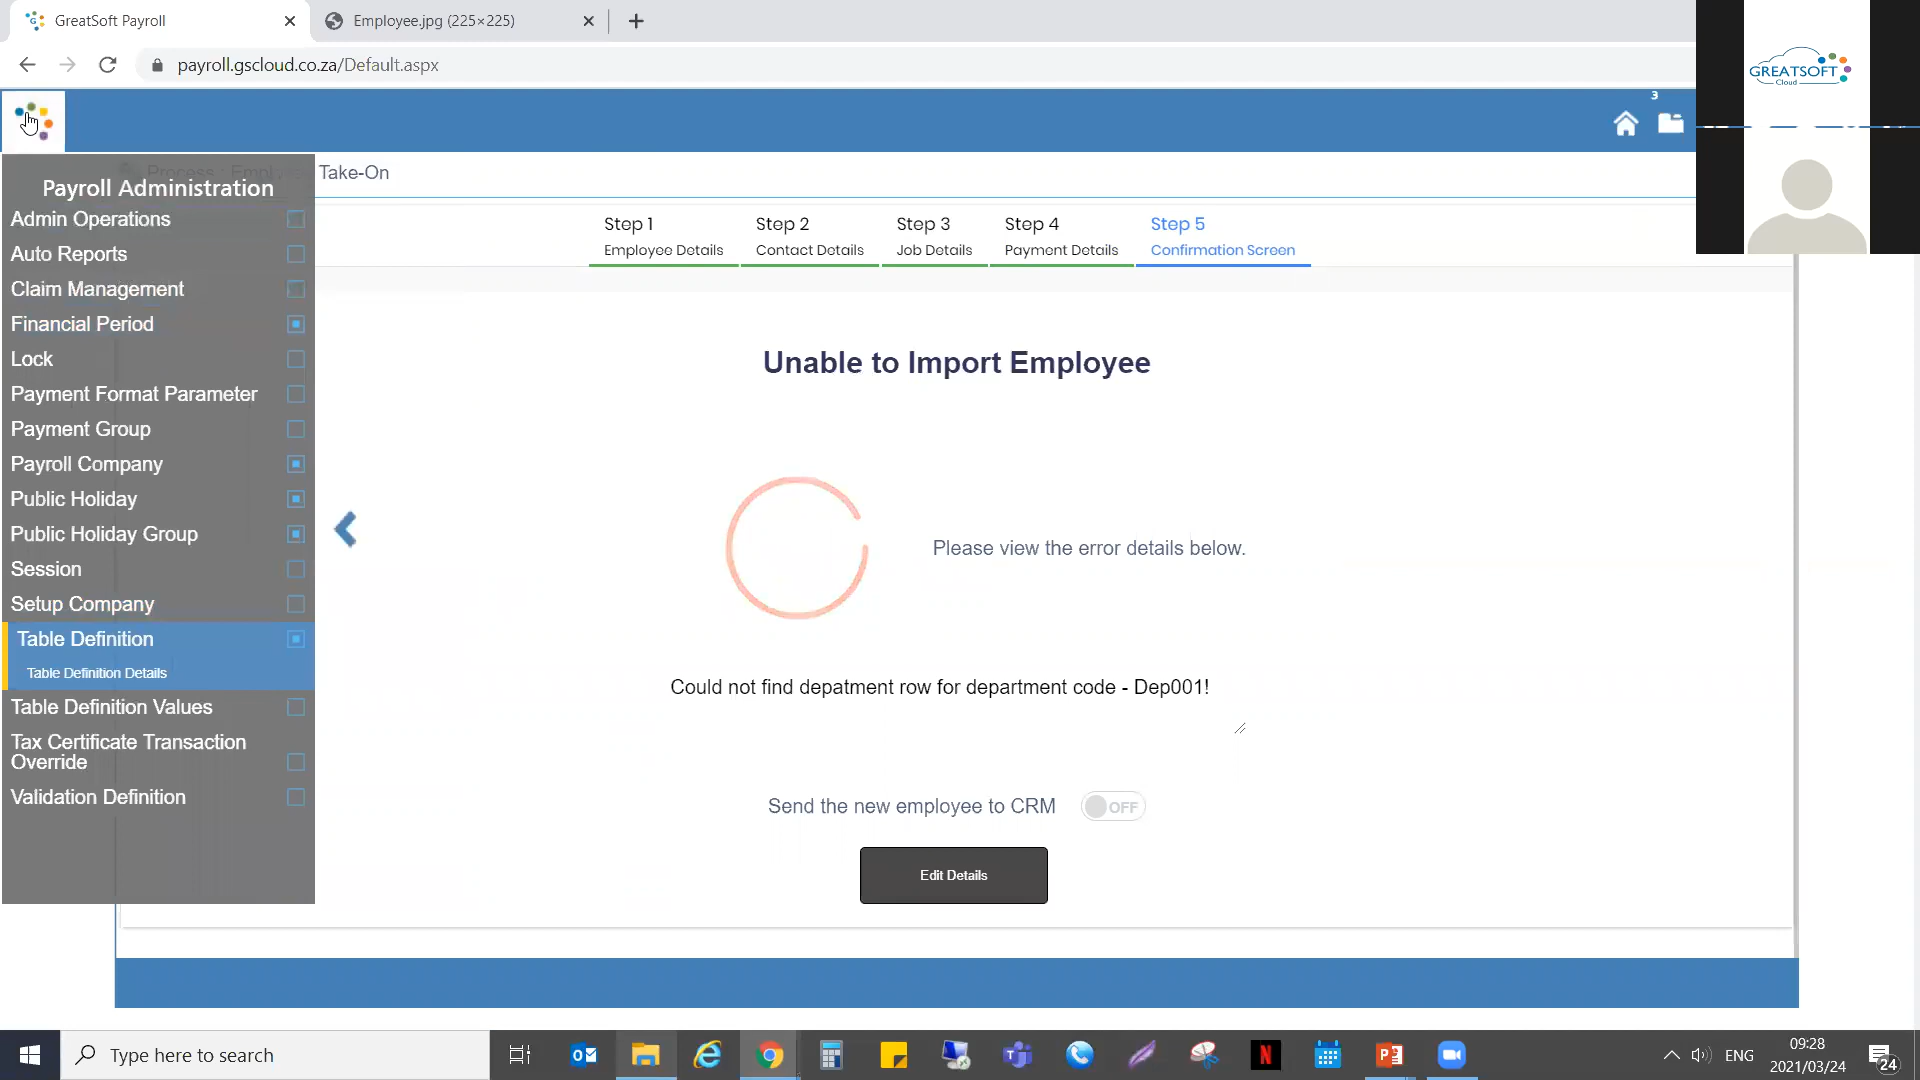 GreatSoft Payroll
Employee.jpg (225×225)
payroll.gscloud.co.za/Default.aspx
GREATSOFT
Cloud
3
Process : Emplo Take-On
Payroll Administration
Admin Operations
Auto Reports
Claim Management
Financial Period
Lock
Payment Format Parameter
Payment Group
Payroll Company
Public Holiday
Public Holiday Group
Session
Setup Company
Table Definition
Table Definition Details
Table Definition Values
Tax Certificate Transaction
Override
Validation Definition
Step 1
Employee Details
Step 2
Contact Details
Step 3
Job Details
Step 4
Payment Details
Step 5
Confirmation Screen
Unable to Import Employee
Please view the error details below.
Could not find depatment row for department code - Dep001!
Send the new employee to CRM
OFF
Edit Details
Type here to search
ENG
09:28
2021/03/24
24